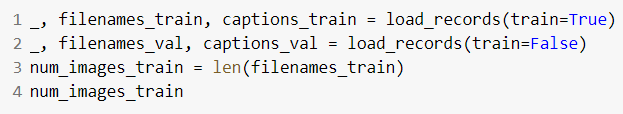 1 _, filenames_train, captions_train = load_records(train=True)
2 _, filenames_val, captions_val = load_records(train=False)
3 num_images_train = len(filenames_train)
4 num_images_train